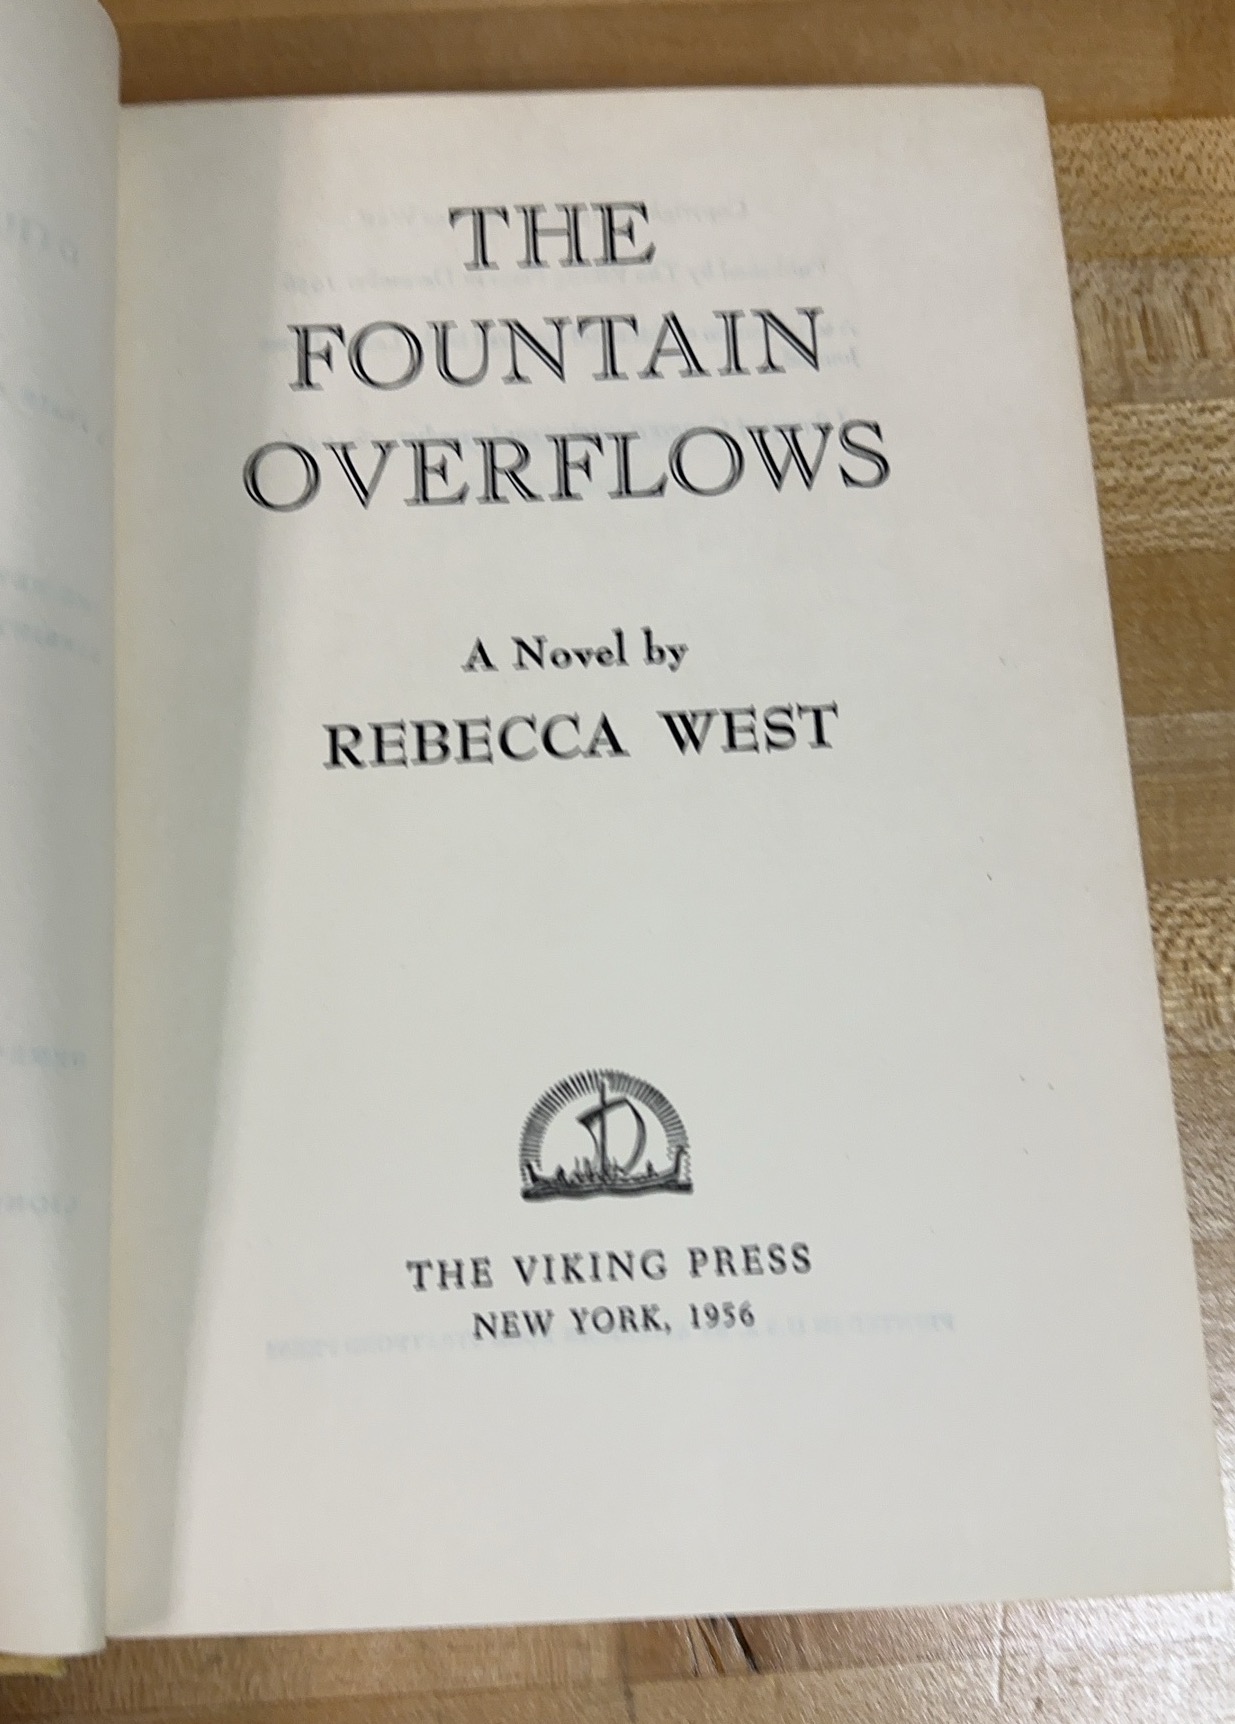 THE
FOUNTAIN
OVERFLOWS
A Novel by
REBECCA WEST
THE VIKING PRESS
NEW YORK, 1956